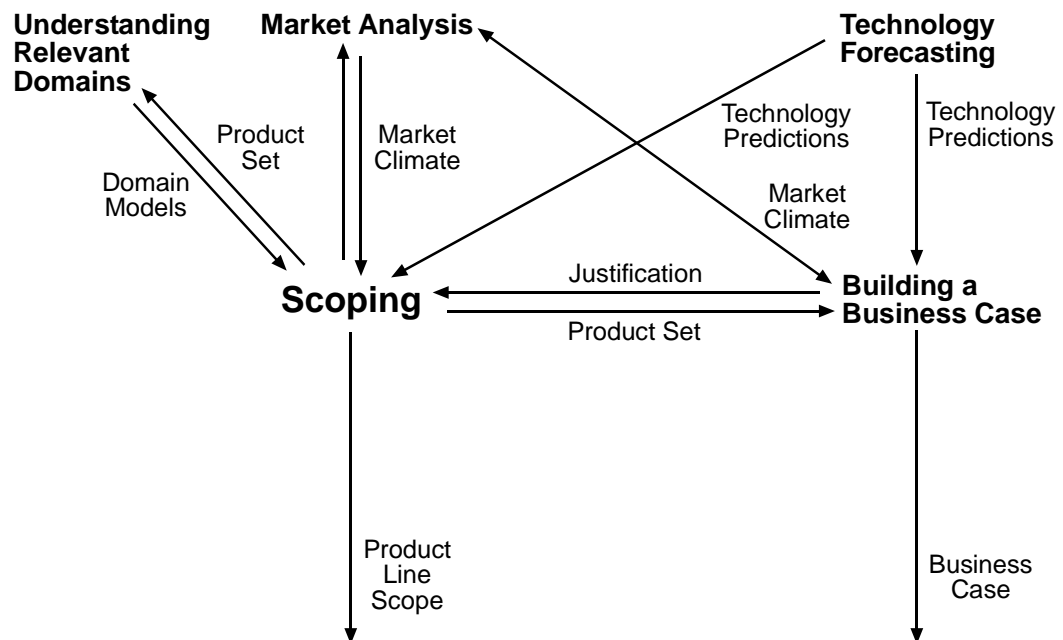 Understanding
Relevant
Domains
Market Analysis
Technology
Forecasting
Product
Set
Market
Climate
Technology
Predictions
Technology
Predictions
Domain
Models
Market
Climate
Scoping
Justification
Product Set
Building a
Business Case
Product
Line
Scope
Business
Case